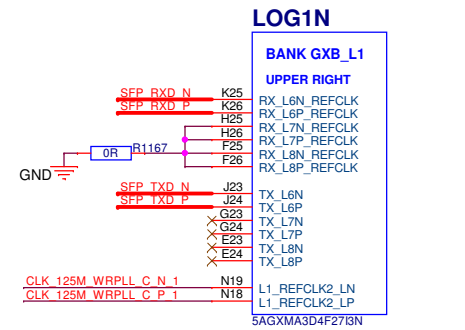 LOG1N
BANK GXB_L1
UPPER RIGHT
SFP_RXD_N K25 RX_L6N_REFCLK
SFP_RXD_P K26 RX_L6P_REFCLK
H25 RX_L7N_REFCLK
H26 RX_L7P_REFCLK
0R R1167 F25 RX_L8N_REFCLK
F26 RX_L8P_REFCLK
GND
SFP_TXD_N J23 TX_L6N
SFP_TXD_P J24 TX_L6P
G23 TX_L7N
G24 TX_L7P
E23 TX_L8N
E24 TX_L8P
CLK_125M_WRPLL_C_N_1 N19 L1_REFCLK2_LN
CLK_125M_WRPLL_C_P_1 N18 L1_REFCLK2_LP
5AGXMA3D4F27I3N